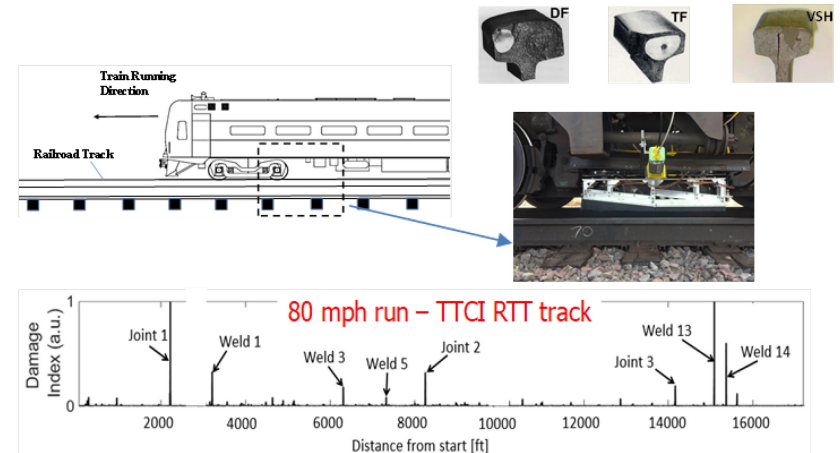 DF
TF
VSH
Train Running
Direction
Railroad Track
70
80 mph run – TTCI RTT track
Damage
Index (a.u.)
1
0
Joint 1
Weld 1
Weld 3
Weld 5
Joint 2
Joint 3
Weld 13
Weld 14
2000
4000
6000
8000
10000
12000
14000
16000
Distance from start [ft]